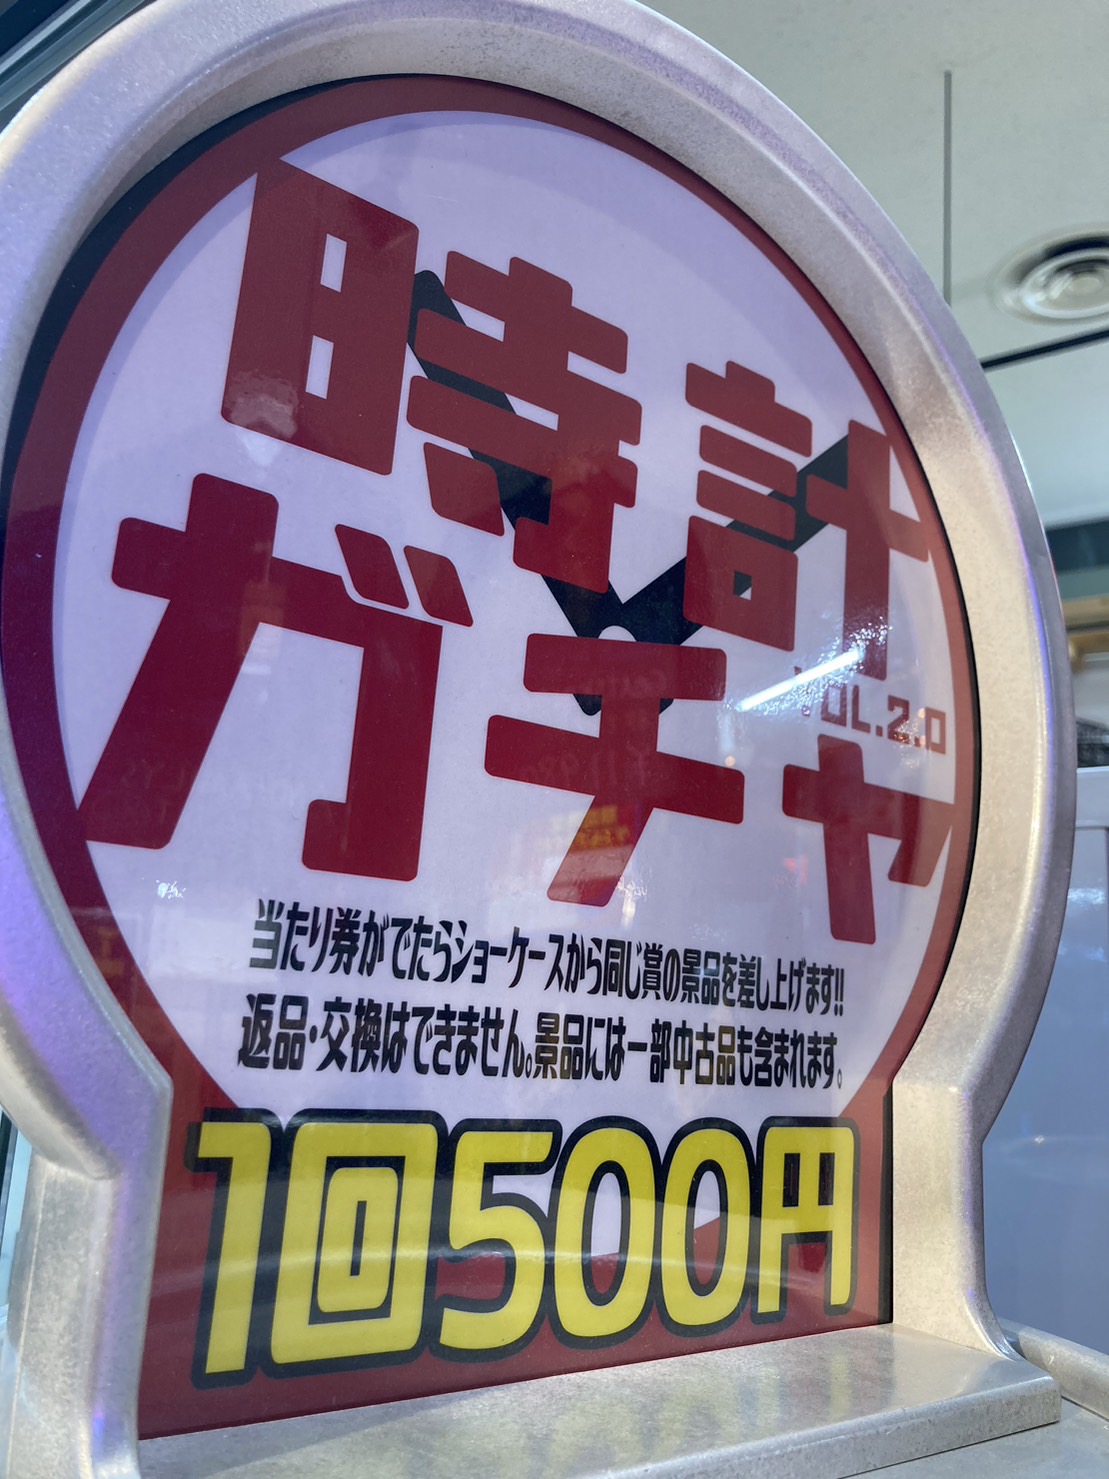 時計
ガチャ
VOL.2.0
当たり券がでたらショーケースから同じ賞の景品を差し上げます!!
返品・交換はできません。景品には一部中古品も含まれます。
1回500円